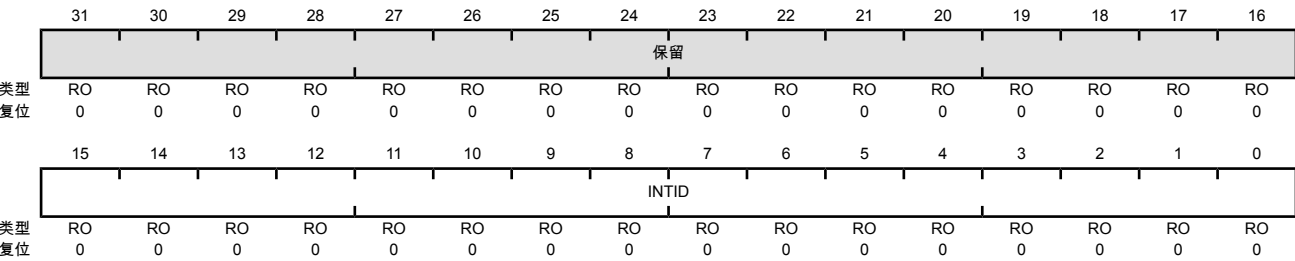 31 30 29 28 27 26 25 24 23 22 21 20 19 18 17 16
保留
类型 RO RO RO RO RO RO RO RO RO RO RO RO RO RO RO RO
复位 0 0 0 0 0 0 0 0 0 0 0 0 0 0 0 0
15 14 13 12 11 10 9 8 7 6 5 4 3 2 1 0
INTID
类型 RO RO RO RO RO RO RO RO RO RO RO RO RO RO RO RO
复位 0 0 0 0 0 0 0 0 0 0 0 0 0 0 0 0